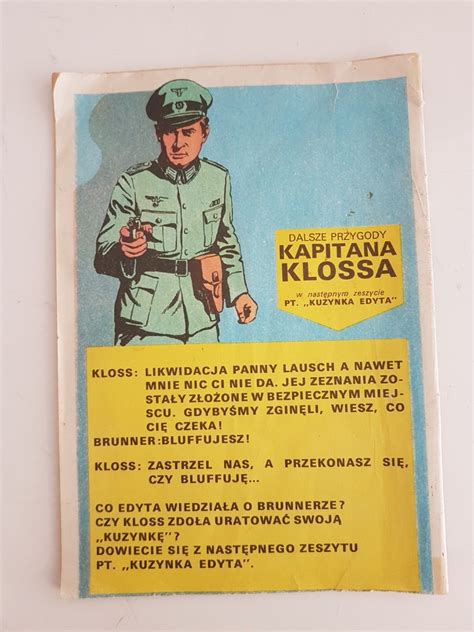 DALSZE PRZYGODY
KAPITANA
KLOSSA
w następnym zeszycie
PT. „KUZYNKA EDYTA”
KLOSS: LIKWIDACJA PANNY LAUSCH A NAWET
MNIE NIC CI NIE DA. JEJ ZEZNANIA ZO-
STAŁY ZŁOŻONE W BEZPIECZNYM MIEJ-
SCU. GDYBYŚMY ZGINĘLI, WIESZ, CO
CIĘ CZEKA!
BRUNNER:BLUFFUJESZ!
KLOSS: ZASTRZEL NAS, A PRZEKONASZ SIĘ,
CZY BLUFFUJĘ...
CO EDYTA WIEDZIAŁA O BRUNNERZE?
CZY KLOSS ZDOŁA URATOWAĆ SWOJĄ
„KUZYNKĘ”?
DOWIECIE SIĘ Z NASTĘPNEGO ZESZYTU
PT. „KUZYNKA EDYTA”.